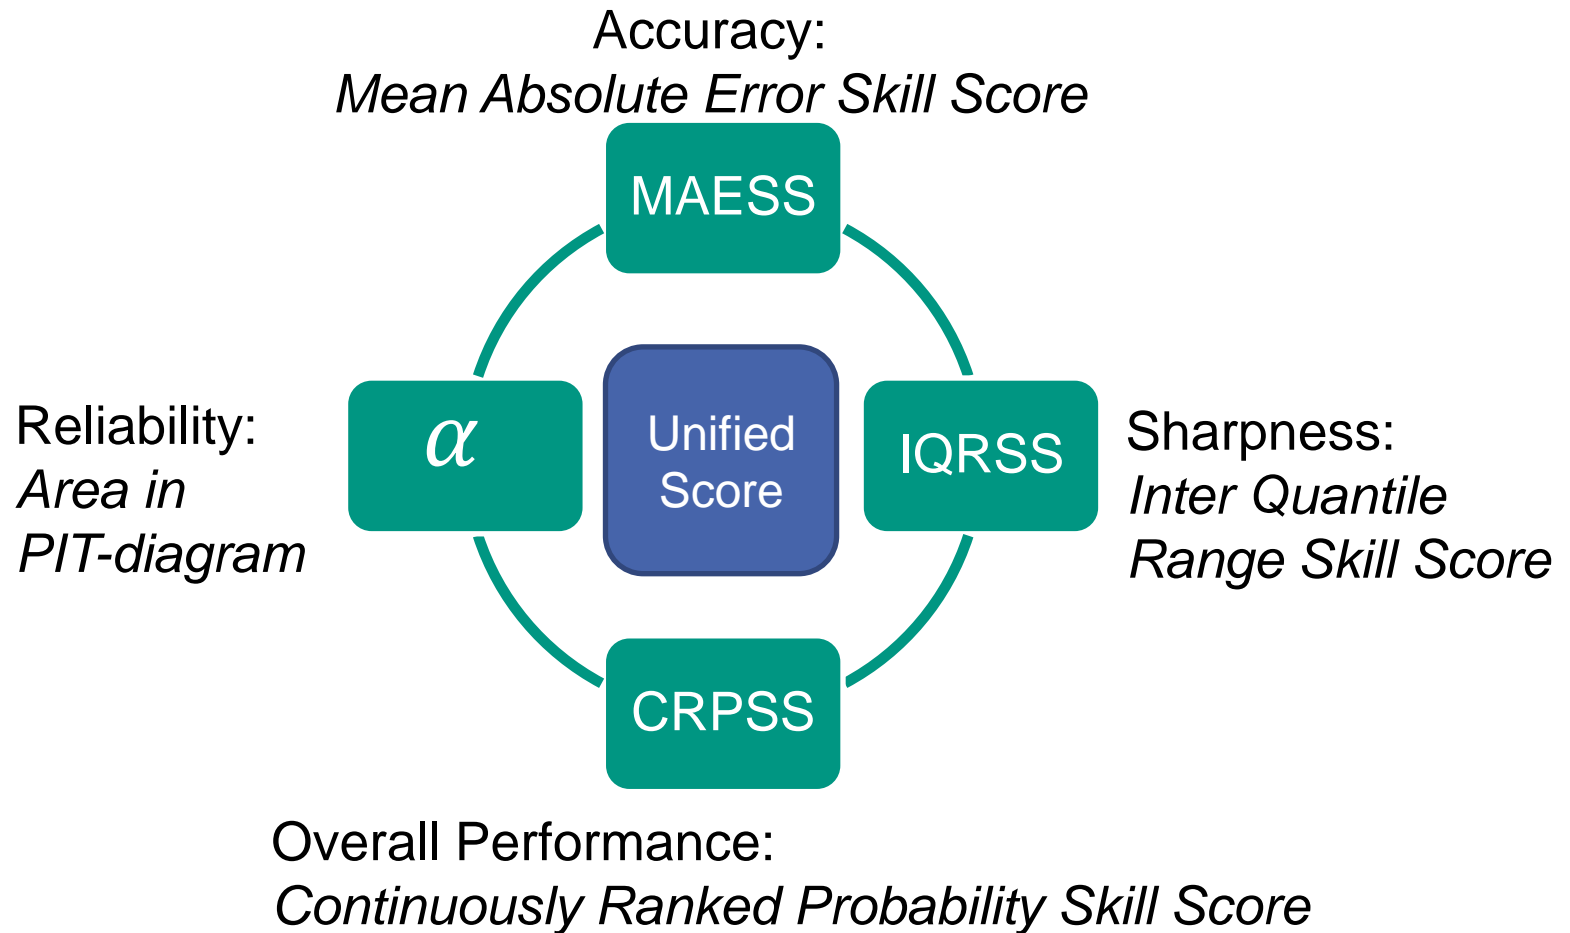 Accuracy:
Mean Absolute Error Skill Score
MAESS
Reliability:
Area in
PIT-diagram
α
Unified
Score
IQRSS
Sharpness:
Inter Quantile
Range Skill Score
CRPSS
Overall Performance:
Continuously Ranked Probability Skill Score